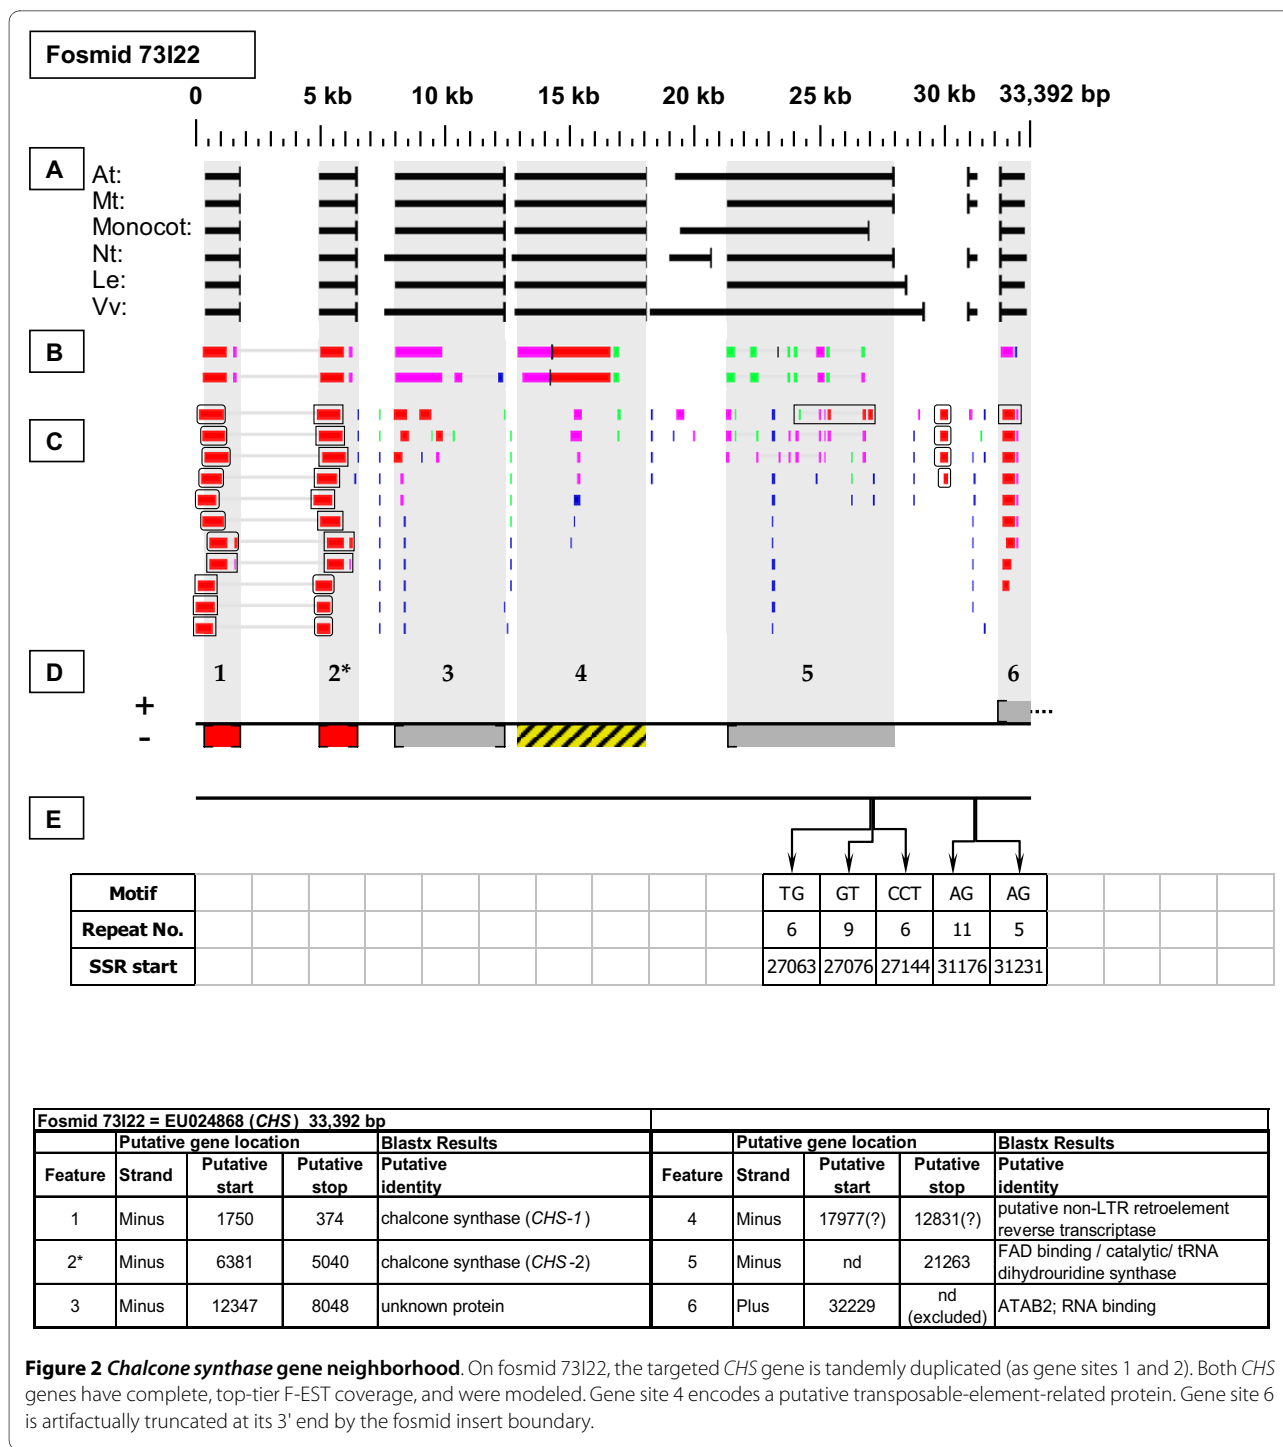 Fosmid 73I22
0 5 kb 10 kb 15 kb 20 kb 25 kb 30 kb 33,392 bp
A
At:
Mt:
Monocot:
Nt:
Le:
Vv:
B
C
D
1 2* 3 4 5 6
+
-
E
Motif TG GT CCT AG AG
Repeat No. 6 9 6 11 5
SSR start 27063 27076 27144 31176 31231
Fosmid 73I22 = EU024868 (CHS) 33,392 bp
Putative gene location Blastx Results Putative gene location Blastx Results
Feature Strand Putative start Putative stop Putative identity Feature Strand Putative start Putative stop Putative identity
1 Minus 1750 374 chalcone synthase (CHS-1) 4 Minus 17977(?) 12831(?) putative non-LTR retroelement reverse transcriptase
2* Minus 6381 5040 chalcone synthase (CHS-2) 5 Minus nd 21263 FAD binding / catalytic/ tRNA dihydrouridine synthase
3 Minus 12347 8048 unknown protein 6 Plus 32229 nd (excluded) ATAB2; RNA binding
Figure 2 Chalcone synthase gene neighborhood. On fosmid 73I22, the targeted CHS gene is tandemly duplicated (as gene sites 1 and 2). Both CHS
genes have complete, top-tier F-EST coverage, and were modeled. Gene site 4 encodes a putative transposable-element-related protein. Gene site 6
is artifactually truncated at its 3' end by the fosmid insert boundary.